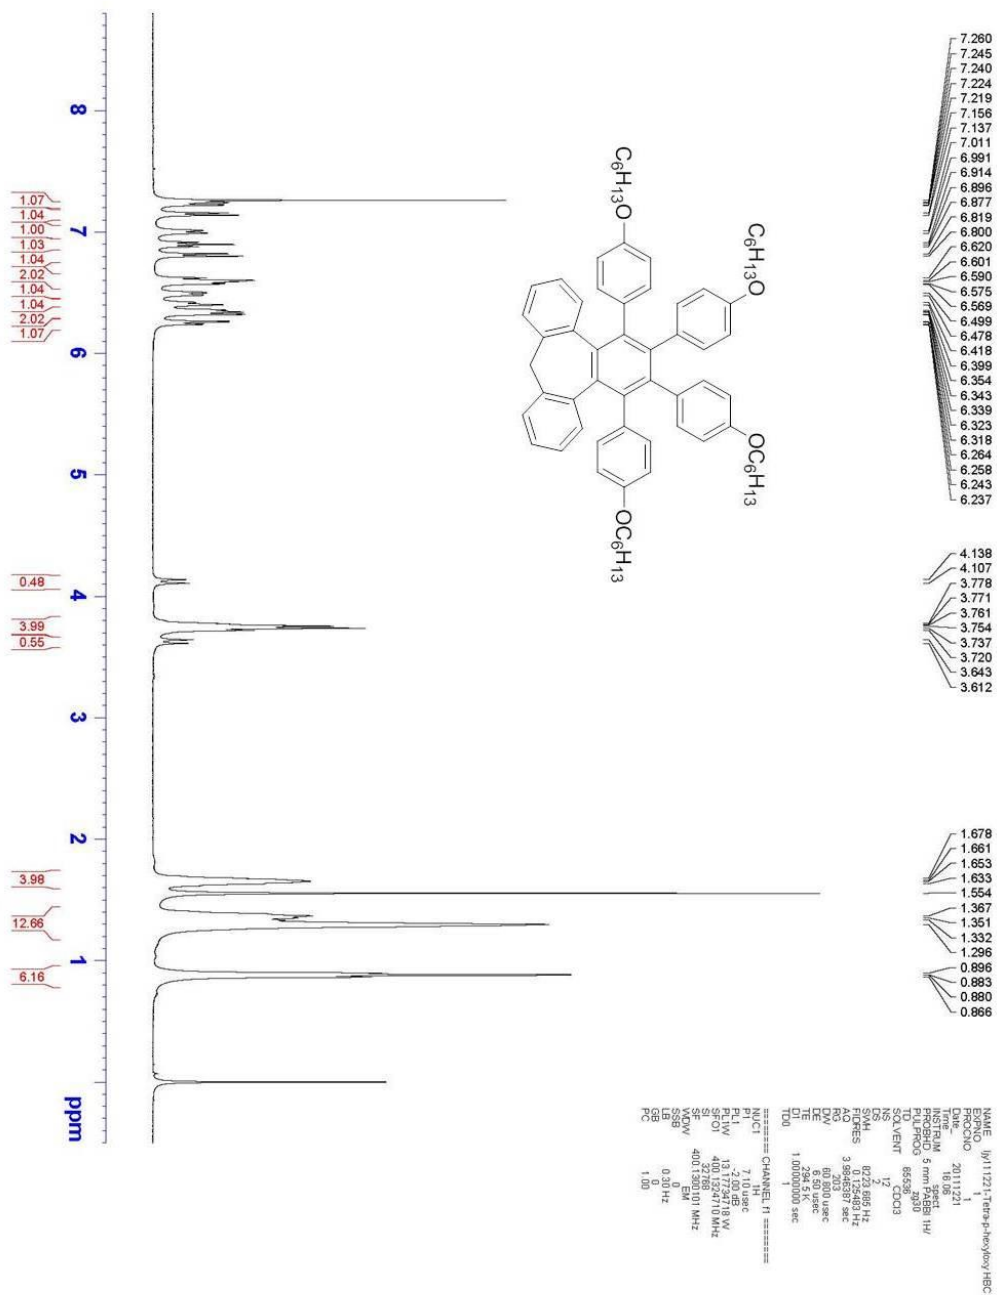 7.260
7.245
7.240
7.224
7.219
7.156
7.137
7.011
6.991
6.914
6.896
6.877
6.819
6.800
6.620
6.601
6.590
6.575
6.569
6.499
6.478
6.418
6.399
6.354
6.343
6.339
6.323
6.318
6.264
6.258
6.243
6.237
4.138
4.107
3.778
3.771
3.761
3.754
3.737
3.720
3.643
3.612
1.678
1.661
1.653
1.633
1.554
1.367
1.351
1.332
1.296
0.896
0.883
0.880
0.866
NAME lyj111221-Tetra-p-hexyloxy HBC
EXPNO 1
PROCNO 1
Date_ 20111221
Time 16.06
INSTRUM spect
PROBHD 5 mm PABBI 1H/
PULPROG zg30
TD 65536
SOLVENT CDCl3
NS 12
DS 2
SWH 8223.685 Hz
FIDRES 0.125483 Hz
AQ 3.9846387 sec
RG 203
DW 60.800 usec
DE 6.50 usec
TE 294.5 K
D1 1.00000000 sec
TD0 1
======== CHANNEL f1 ========
NUC1 1H
P1 7.10 usec
PL1 -2.00 dB
PL1W 13.17734718 W
SFO1 400.1324710 MHz
SI 32768
SF 400.1300101 MHz
WDW EM
SSB 0
LB 0.30 Hz
GB 0
PC 1.00
C6H13O
C6H13O
OC6H13
OC6H13
8
7
6
5
4
3
2
1
ppm
1.07
1.04
1.00
1.03
1.04
2.02
1.04
1.04
2.02
1.07
0.48
3.99
0.55
3.98
12.66
6.16